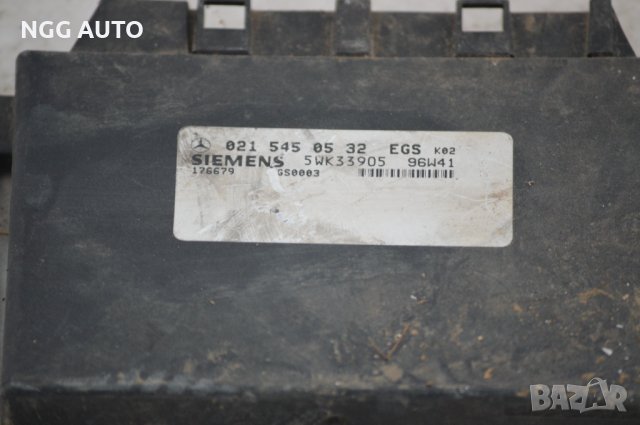 NGG AUTO
021 545 05 32 EGS K02
SIEMENS 5WK33905 96W41
176679 GS0003
BAZAR